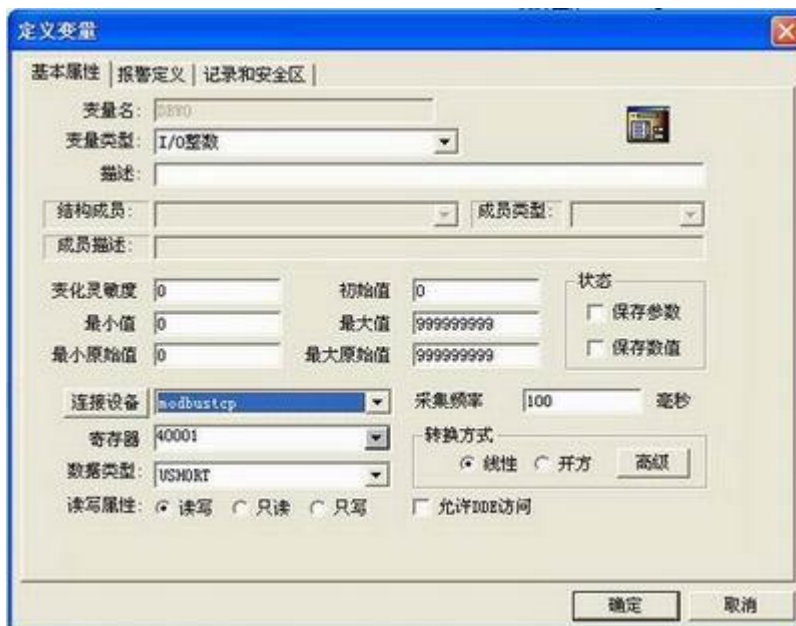 定义变量
基本属性 报警定义 记录和安全区
变量名:
变量类型: I/O整数
描述:
结构成员: 成员类型:
成员描述:
变化灵敏度 0 初始值 0 状态
最小值 0 最大值 999999999 保存参数
最小原始值 0 最大原始值 999999999 保存数值
连接设备 modbustcp 采集频率 100 毫秒
寄存器 40001 转换方式
线性 开方 高级
数据类型: USHORT
读写属性: 读写 只读 只写 允许DDE访问
确定 取消